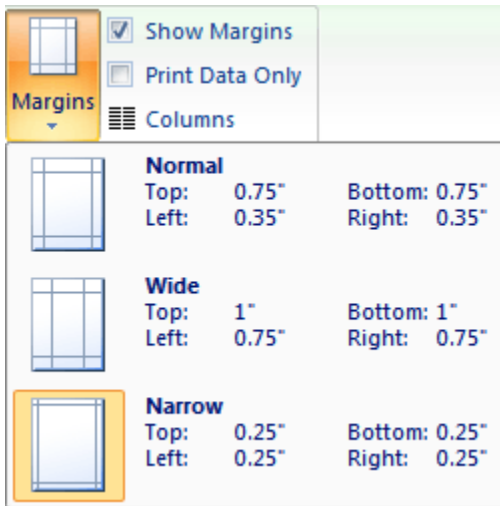 Margins
Show Margins
Print Data Only
Columns
Normal
Top: 0.75" Bottom: 0.75"
Left: 0.35" Right: 0.35"
Wide
Top: 1" Bottom: 1"
Left: 0.75" Right: 0.75"
Narrow
Top: 0.25" Bottom: 0.25"
Left: 0.25" Right: 0.25"